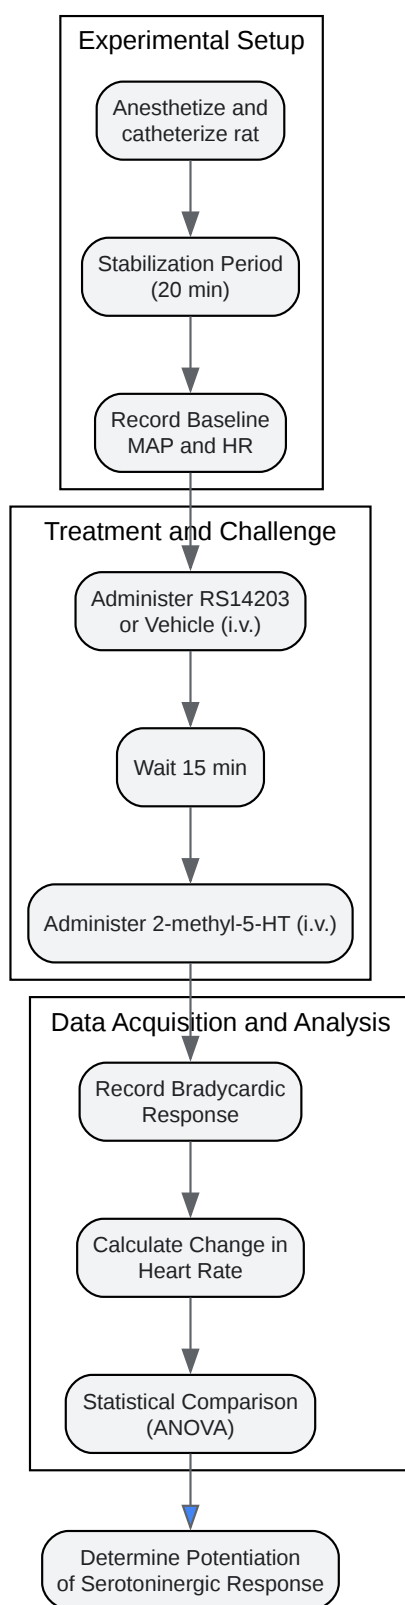 Experimental Setup
Anesthetize and
catheterize rat
Stabilization Period
(20 min)
Record Baseline
MAP and HR
Treatment and Challenge
Administer RS14203
or Vehicle (i.v.)
Wait 15 min
Administer 2-methyl-5-HT (i.v.)
Data Acquisition and Analysis
Record Bradycardic
Response
Calculate Change in
Heart Rate
Statistical Comparison
(ANOVA)
Determine Potentiation
of Serotoninergic Response